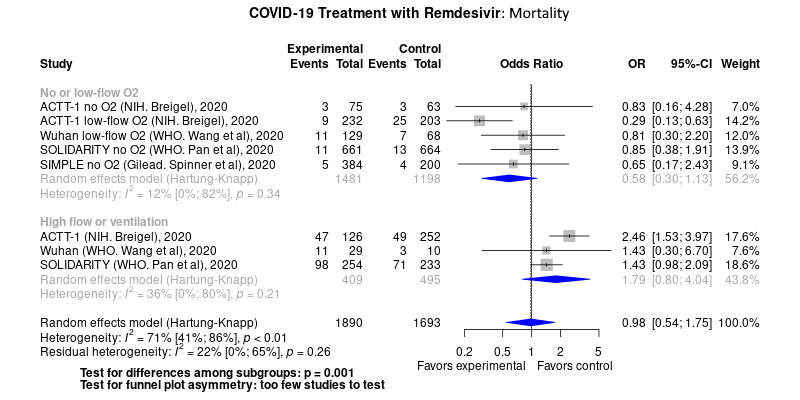 COVID-19 Treatment with Remdesivir: Mortality
Experimental Control
Study Events Total Events Total Odds Ratio OR 95%-CI Weight
No or low-flow O2
ACTT-1 no O2 (NIH. Breigel), 2020 3 75 3 63 0.83 [0.16; 4.28] 7.0%
ACTT-1 low-flow O2 (NIH. Breigel), 2020 9 232 25 203 0.29 [0.13; 0.63] 14.2%
Wuhan low-flow O2 (WHO. Wang et al), 2020 11 129 7 68 0.81 [0.30; 2.20] 12.0%
SOLIDARITY no O2 (WHO. Pan et al), 2020 11 661 13 664 0.85 [0.38; 1.91] 13.9%
SIMPLE no O2 (Gilead. Spinner et al), 2020 5 384 4 200 0.65 [0.17; 2.43] 9.1%
Random effects model (Hartung-Knapp) 1481 1198 0.58 [0.30; 1.13] 56.2%
Heterogeneity: I² = 12% [0%; 82%], p = 0.34
High flow or ventilation
ACTT-1 (NIH. Breigel), 2020 47 126 49 252 2.46 [1.53; 3.97] 17.6%
Wuhan (WHO. Wang et al), 2020 11 29 3 10 1.43 [0.30; 6.70] 7.6%
SOLIDARITY (WHO. Pan et al), 2020 98 254 71 233 1.43 [0.98; 2.09] 18.6%
Random effects model (Hartung-Knapp) 409 495 1.79 [0.80; 4.04] 43.8%
Heterogeneity: I² = 36% [0%; 80%], p = 0.21
Random effects model (Hartung-Knapp) 1890 1693 0.98 [0.54; 1.75] 100.0%
Heterogeneity: I² = 71% [41%; 86%], p < 0.01
Residual heterogeneity: I² = 22% [0%; 65%], p = 0.26
0.2 0.5 1 2 5
Favors experimental Favors control
Test for differences among subgroups: p = 0.001
Test for funnel plot asymmetry: too few studies to test